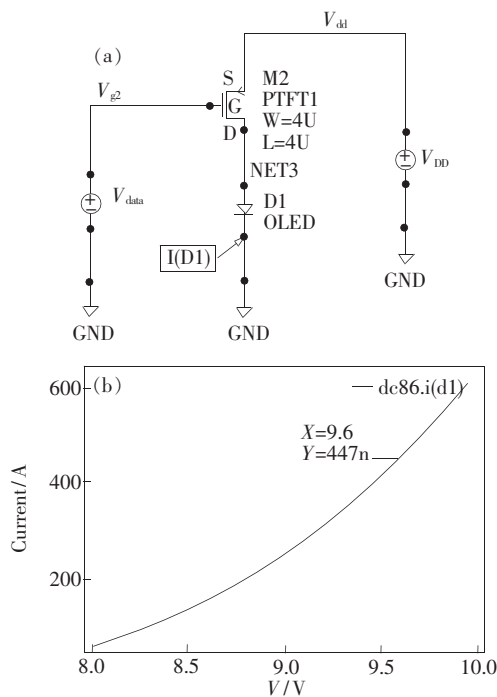 (a)
V_dd
V_g2
S
G
D
M2
PTFT1
W=4U
L=4U
NET3
D1
OLED
V_data
V_DD
I(D1)
GND
GND
GND
(b)
dc86.i(d1)
X=9.6
Y=447n
Current/A
600
400
200
8.0
8.5
9.0
9.5
10.0
V/V